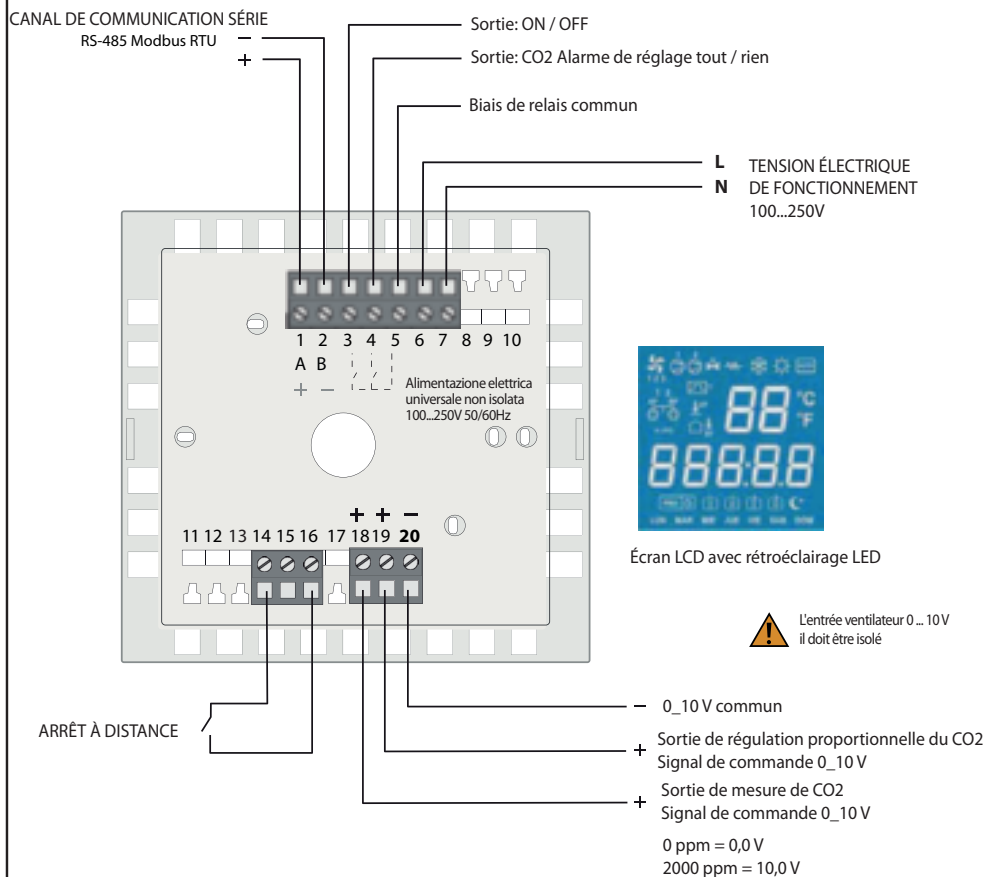 CANAL DE COMMUNICATION SÉRIE
RS-485 Modbus RTU
−
+
Sortie: ON / OFF
Sortie: CO2 Alarme de réglage tout / rien
Biais de relais commun
L TENSION ÉLECTRIQUE
N DE FONCTIONNEMENT
100...250V
1 2 3 4 5 6 7 8 9 10
A B
+ −
Alimentazione elettrica
universale non isolata
100...250V 50/60Hz
+ + −
11 12 13 14 15 16 17 18 19 20
88 °C
°F
888:88
Écran LCD avec rétroéclairage LED
L'entrée ventilateur 0 ... 10 V
il doit être isolé
ARRÊT À DISTANCE
− 0_10 V commun
+ Sortie de régulation proportionnelle du CO2
Signal de commande 0_10 V
+ Sortie de mesure de CO2
Signal de commande 0_10 V
0 ppm = 0,0 V
2000 ppm = 10,0 V